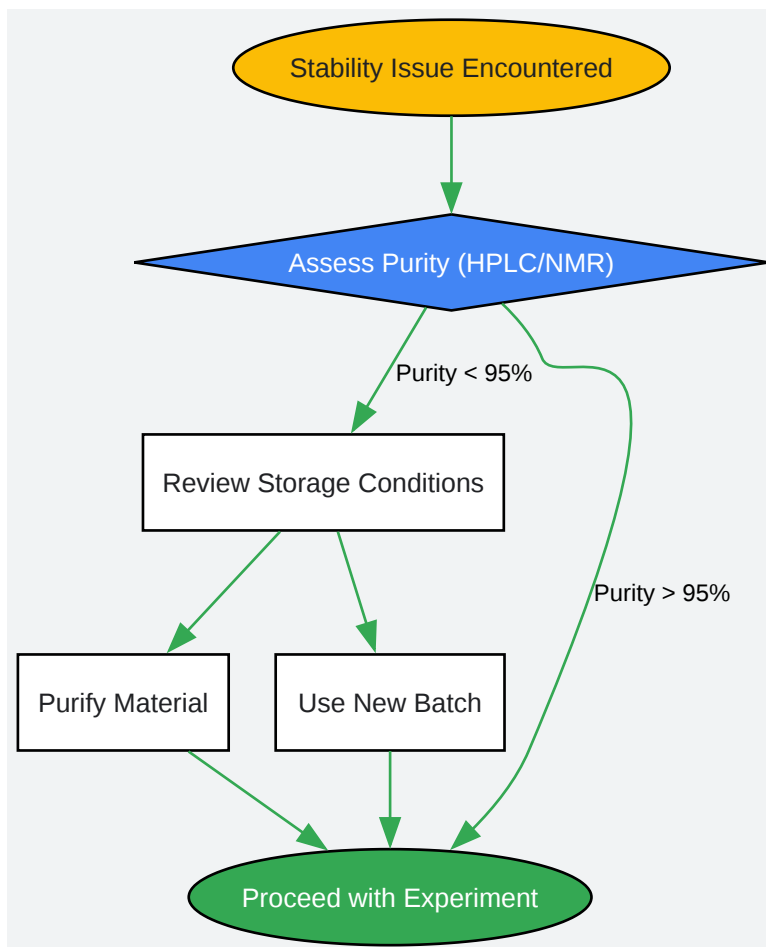 Stability Issue Encountered
Assess Purity (HPLC/NMR)
Purity < 95%
Review Storage Conditions
Purity > 95%
Purify Material
Use New Batch
Proceed with Experiment